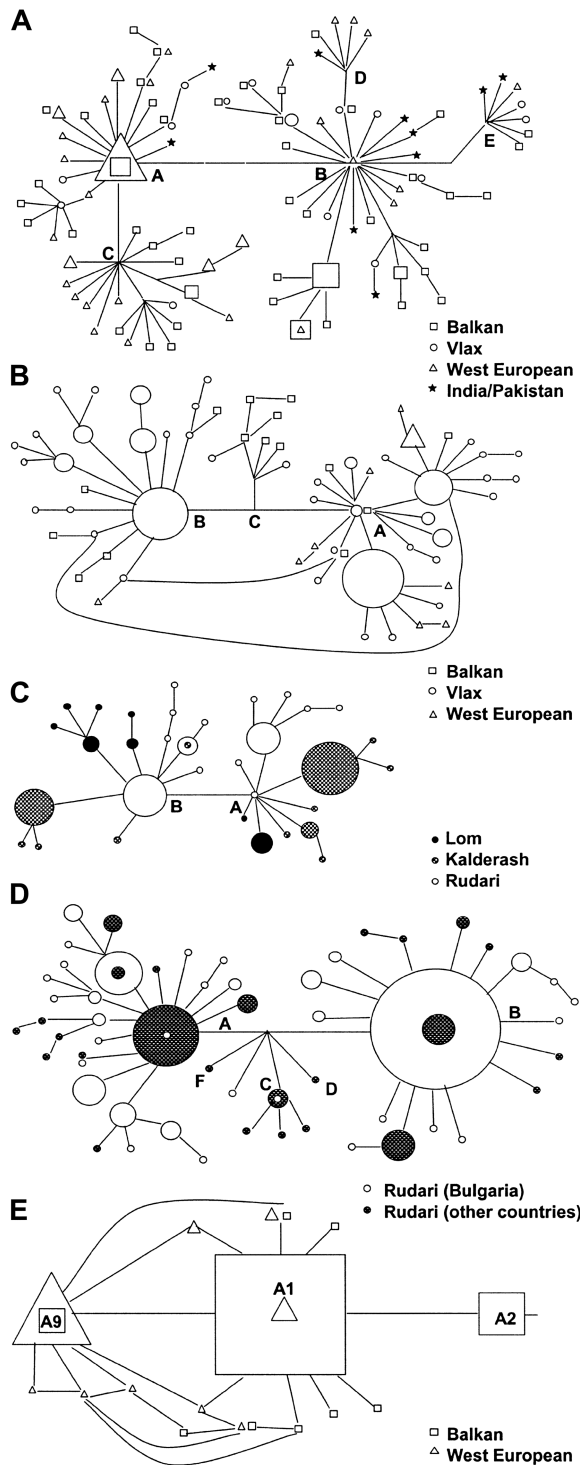 A
D
E
A
B
C
Balkan
Vlax
West European
India/Pakistan
B
B
C
A
Balkan
Vlax
West European
C
B
A
Lom
Kalderash
Rudari
D
A
B
F
C
D
Rudari (Bulgaria)
Rudari (other countries)
E
A1
A9
A2
Balkan
West European